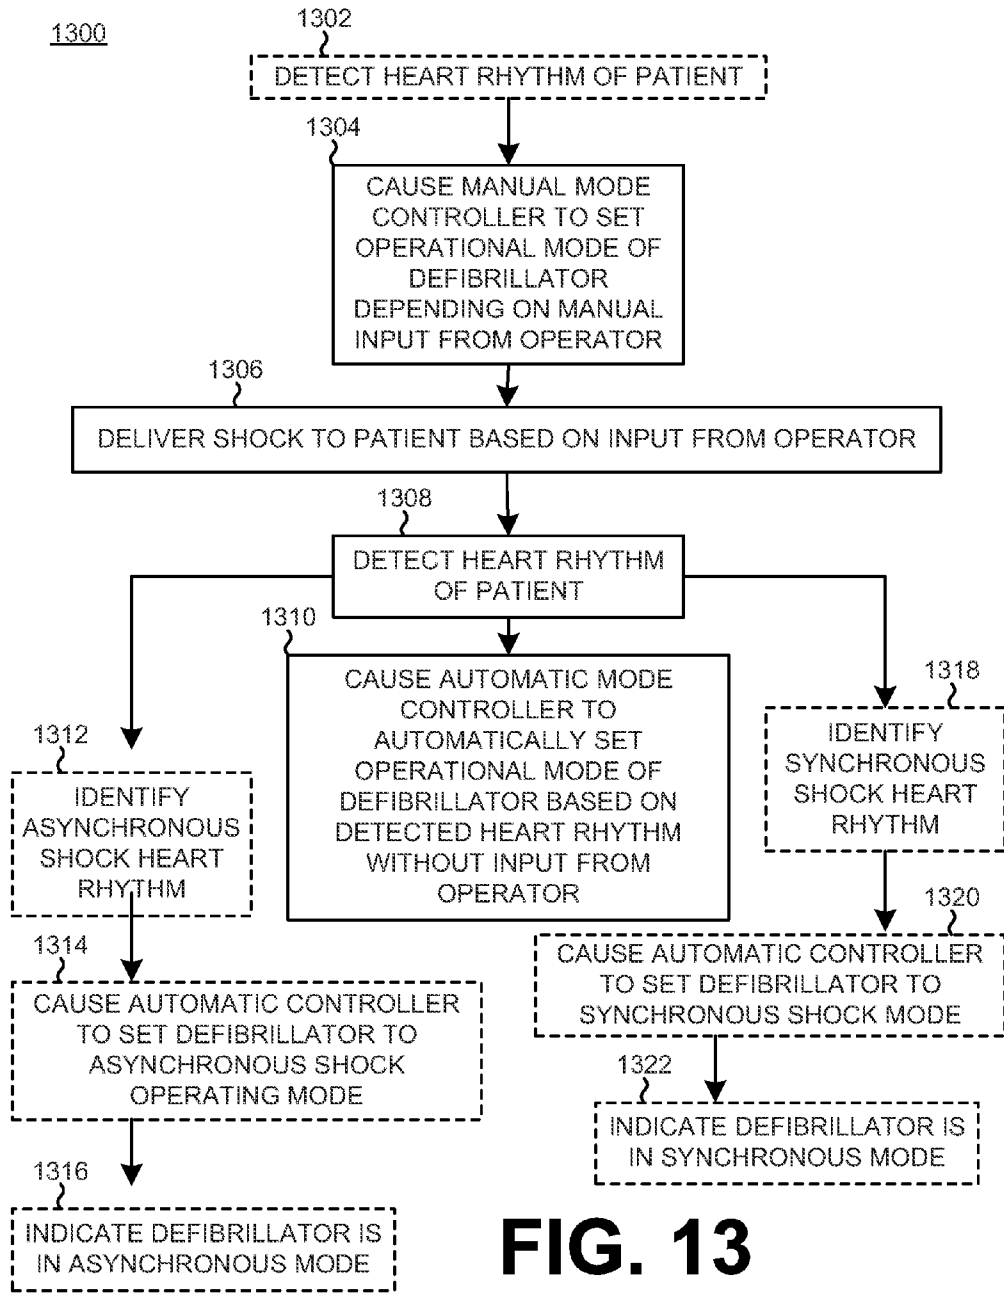 1300
1302
DETECT HEART RHYTHM OF PATIENT
1304
CAUSE MANUAL MODE
CONTROLLER TO SET
OPERATIONAL MODE OF
DEFIBRILLATOR
DEPENDING ON MANUAL
INPUT FROM OPERATOR
1306
DELIVER SHOCK TO PATIENT BASED ON INPUT FROM OPERATOR
1308
DETECT HEART RHYTHM
OF PATIENT
1310
CAUSE AUTOMATIC MODE
CONTROLLER TO
AUTOMATICALLY SET
OPERATIONAL MODE OF
DEFIBRILLATOR BASED ON
DETECTED HEART RHYTHM
WITHOUT INPUT FROM
OPERATOR
1312
IDENTIFY
ASYNCHRONOUS
SHOCK HEART
RHYTHM
1314
CAUSE AUTOMATIC CONTROLLER
TO SET DEFIBRILLATOR TO
ASYNCHRONOUS SHOCK
OPERATING MODE
1316
INDICATE DEFIBRILLATOR IS
IN ASYNCHRONOUS MODE
1318
IDENTIFY
SYNCHRONOUS
SHOCK HEART
RHYTHM
1320
CAUSE AUTOMATIC CONTROLLER
TO SET DEFIBRILLATOR TO
SYNCHRONOUS SHOCK MODE
1322
INDICATE DEFIBRILLATOR IS
IN SYNCHRONOUS MODE
FIG. 13